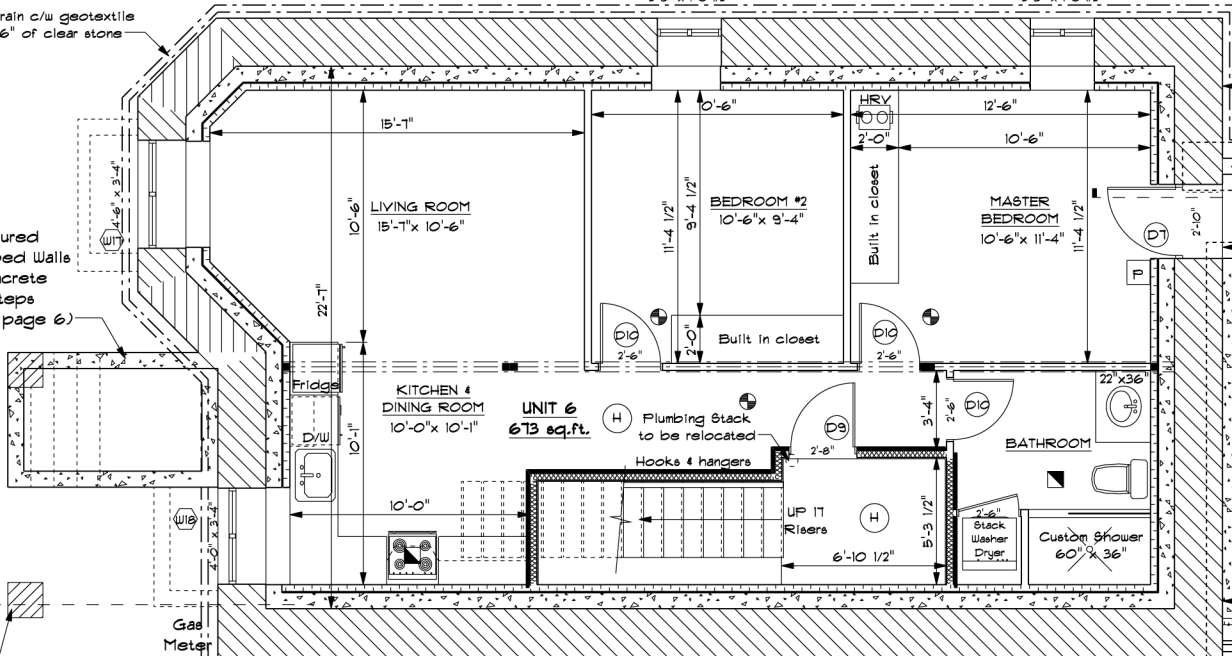 rain c/w geotextile
6" of clear stone
HRV
12'-6"
15'-7"
0'-6"
2'-0"
10'-6"
4'-6" x 3'-4"
W17
10'-6"
LIVING ROOM
15'-7"x 10'-6"
11'-4 1/2"
9'-4 1/2"
BEDROOM #2
10'-6"x 9'-4"
Built in closet
MASTER
BEDROOM
10'-6"x 11'-4"
11'-4 1/2"
D7
2'-10"
P
ured
ped Walls
ncrete
teps
page 6)
22'-7"
D10
2'-6"
2'-0"
Built in closet
D10
2'-6"
Fridge
KITCHEN &
DINING ROOM
10'-0"x 10'-1"
UNIT 6
673 sq.ft.
H
Plumbing Stack
to be relocated
D9
2'-8"
3'-4"
2'-6"
D10
22"x36"
BATHROOM
D/W
10'-1"
Hooks & hangers
W18
4'-0" x 3'-4"
10'-0"
UP 17
Risers
H
5'-3 1/2"
6'-10 1/2"
2'-6"
Stack
Washer
Dryer
Custom Shower
60" x 36"
Gas
Meter